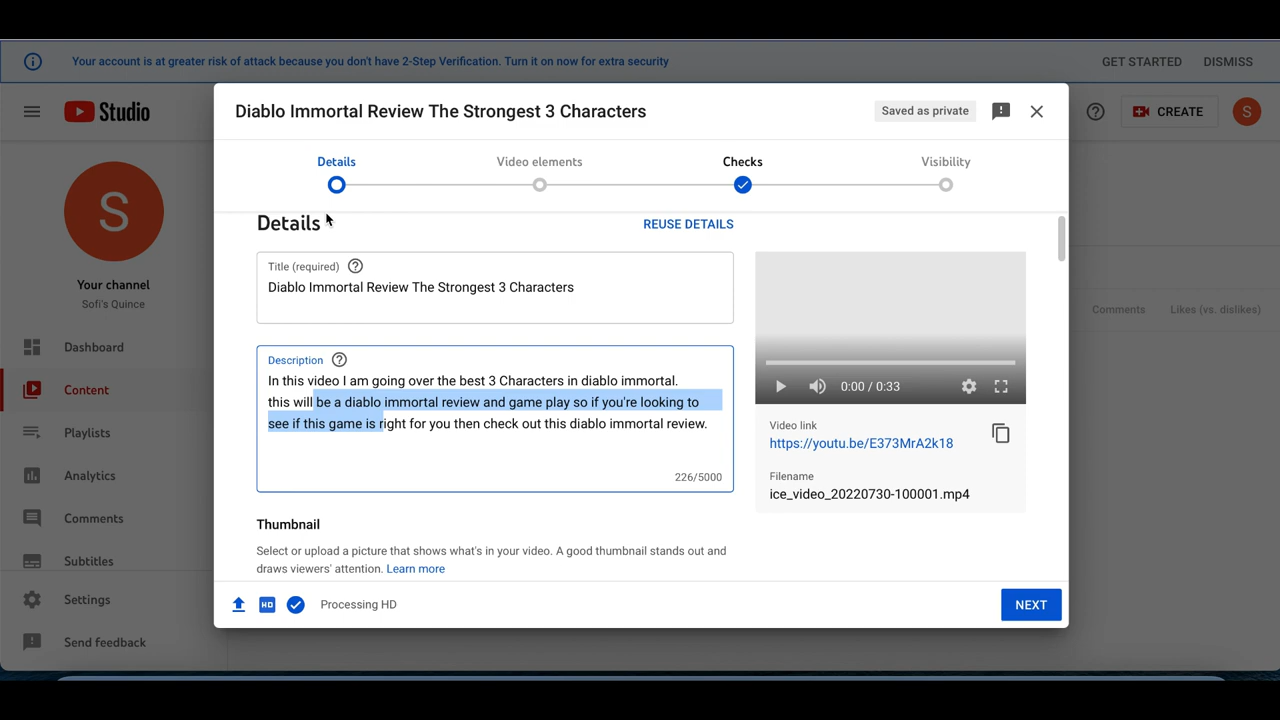 Your account is at greater risk of attack because you don't have 2-Step Verification. Turn it on now for extra security
GET STARTED
DISMISS
Studio
CREATE
S
Diablo Immortal Review The Strongest 3 Characters
Saved as private
Details
Video elements
Checks
Visibility
S
Your channel
Sofi's Quince
Dashboard
Content
Playlists
Analytics
Comments
Subtitles
Settings
Send feedback
Details
REUSE DETAILS
Title (required)
Diablo Immortal Review The Strongest 3 Characters
Description
In this video I am going over the best 3 Characters in diablo immortal.
this will be a diablo immortal review and game play so if you're looking to
see if this game is right for you then check out this diablo immortal review.
226/5000
Thumbnail
Select or upload a picture that shows what's in your video. A good thumbnail stands out and
draws viewers' attention. Learn more
0:00 / 0:33
Video link
https://youtu.be/E373MrA2k18
Filename
ice_video_20220730-100001.mp4
Comments
Likes (vs. dislikes)
HD
Processing HD
NEXT